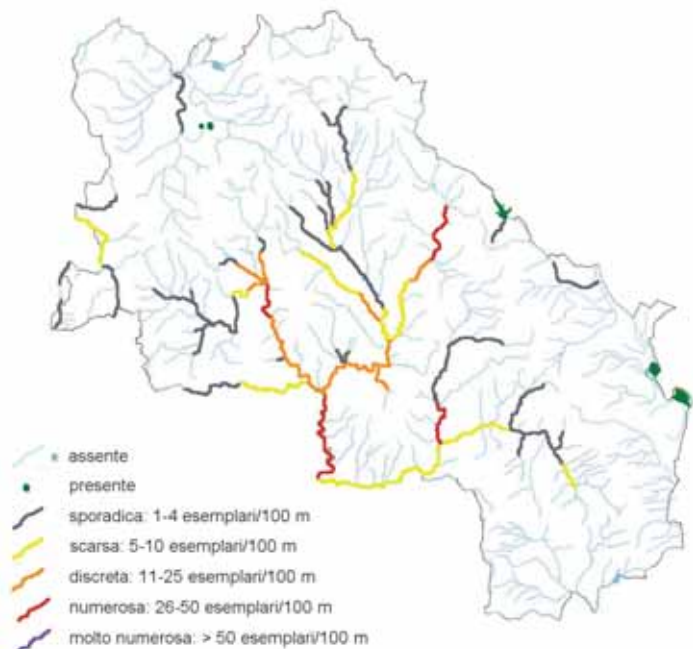 assente
presente
sporadica: 1-4 esemplari/100 m
scarsa: 5-10 esemplari/100 m
discreta: 11-25 esemplari/100 m
numerosa: 26-50 esemplari/100 m
molto numerosa: > 50 esemplari/100 m